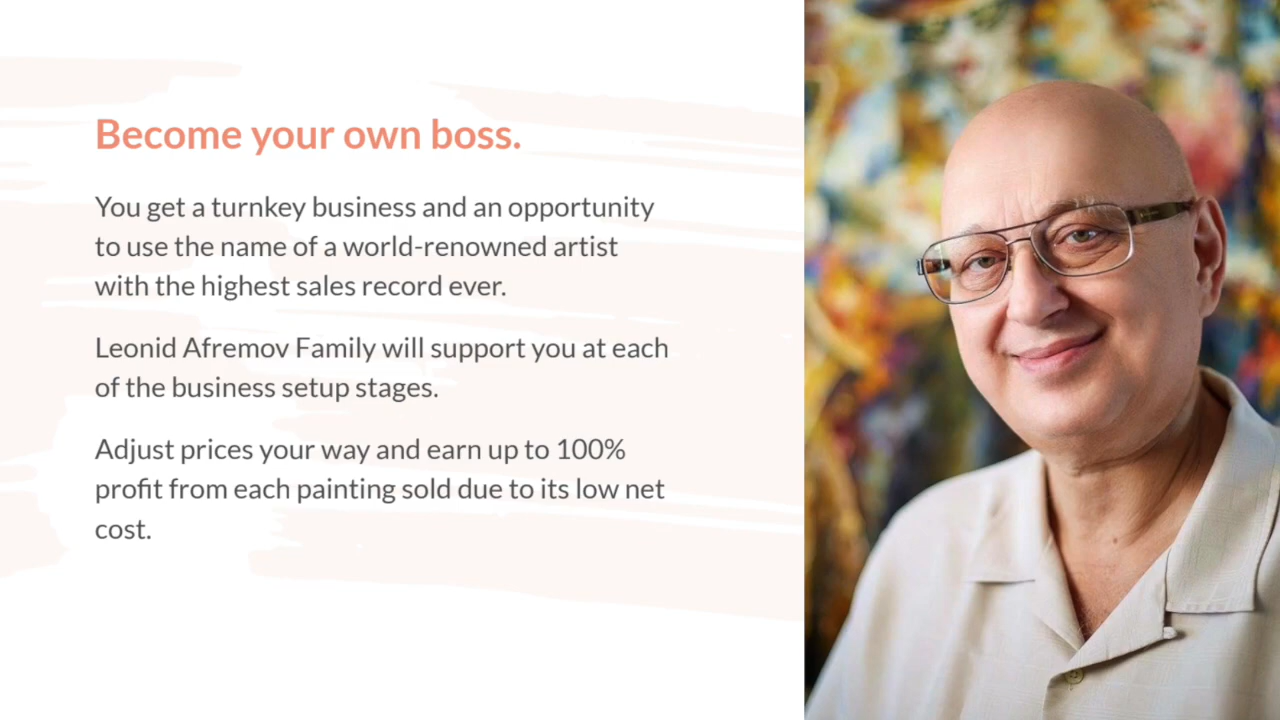 Become your own boss.
You get a turnkey business and an opportunity
to use the name of a world-renowned artist
with the highest sales record ever.
Leonid Afremov Family will support you at each
of the business setup stages.
Adjust prices your way and earn up to 100%
profit from each painting sold due to its low net
cost.